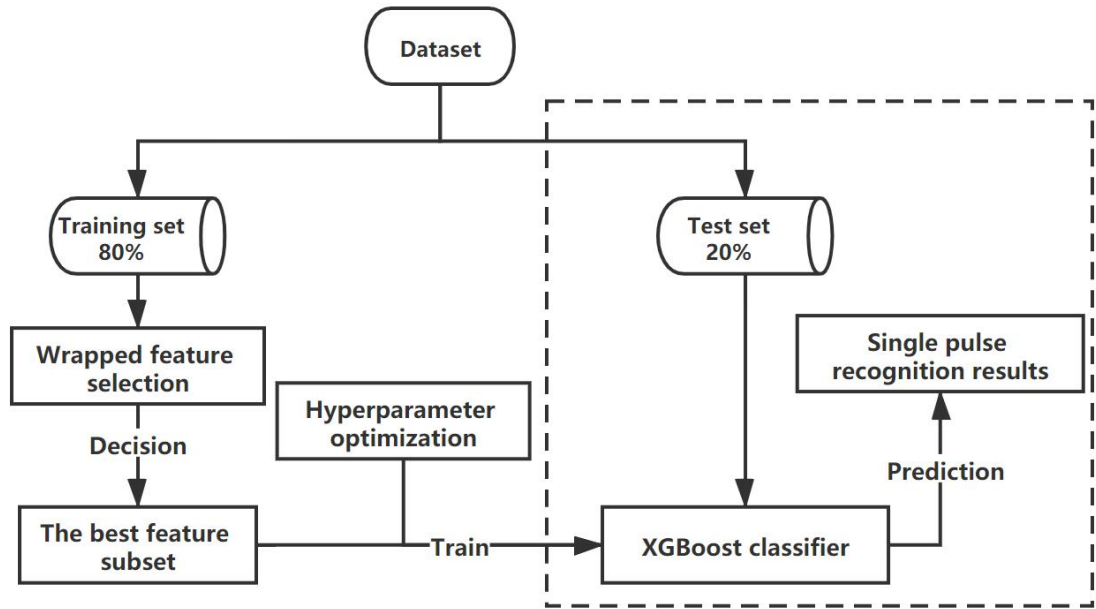 Dataset
Training set
80%
Test set
20%
Wrapped feature
selection
Single pulse
recognition results
Hyperparameter
optimization
Decision
Prediction
The best feature
subset
Train
XGBoost classifier